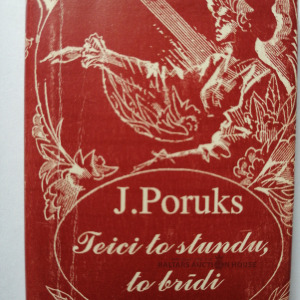 J.Poruks
Teici to stundu,
to brīdi